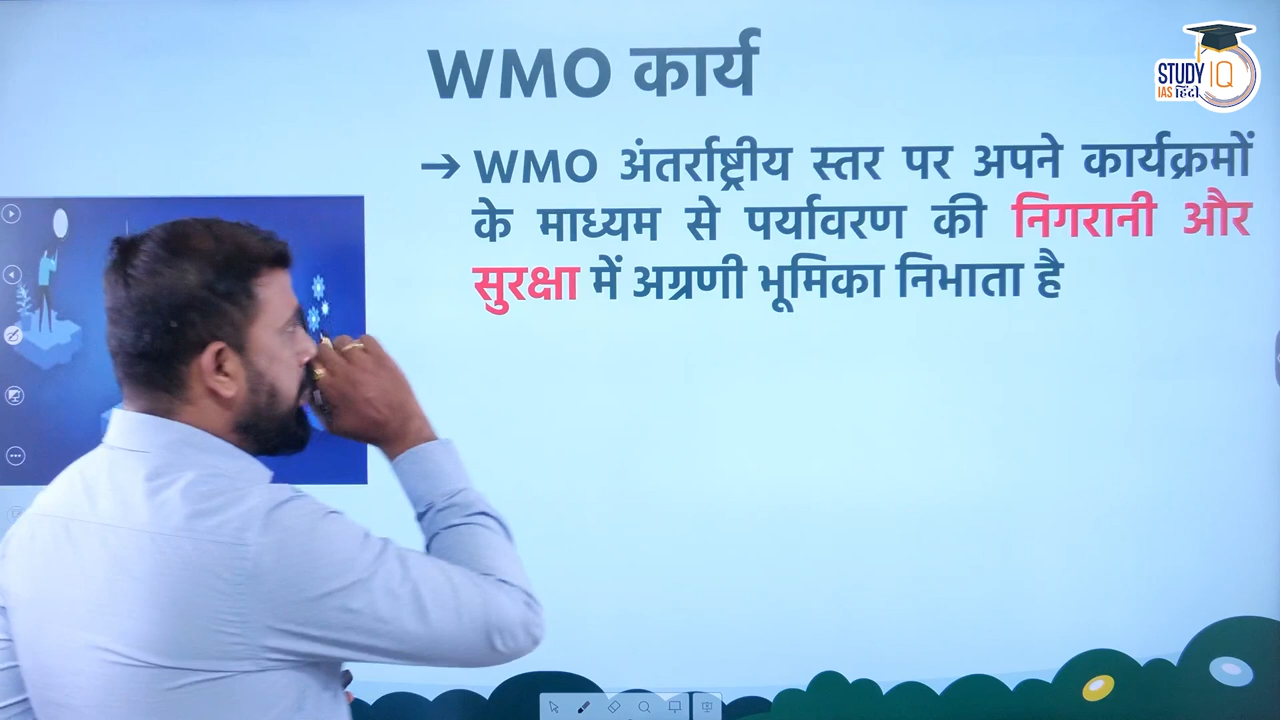 WMO कार्य
STUDY IQ
IAS हिंदी
→ WMO अंतर्राष्ट्रीय स्तर पर अपने कार्यक्रमों
के माध्यम से पर्यावरण की निगरानी और
सुरक्षा में अग्रणी भूमिका निभाता है